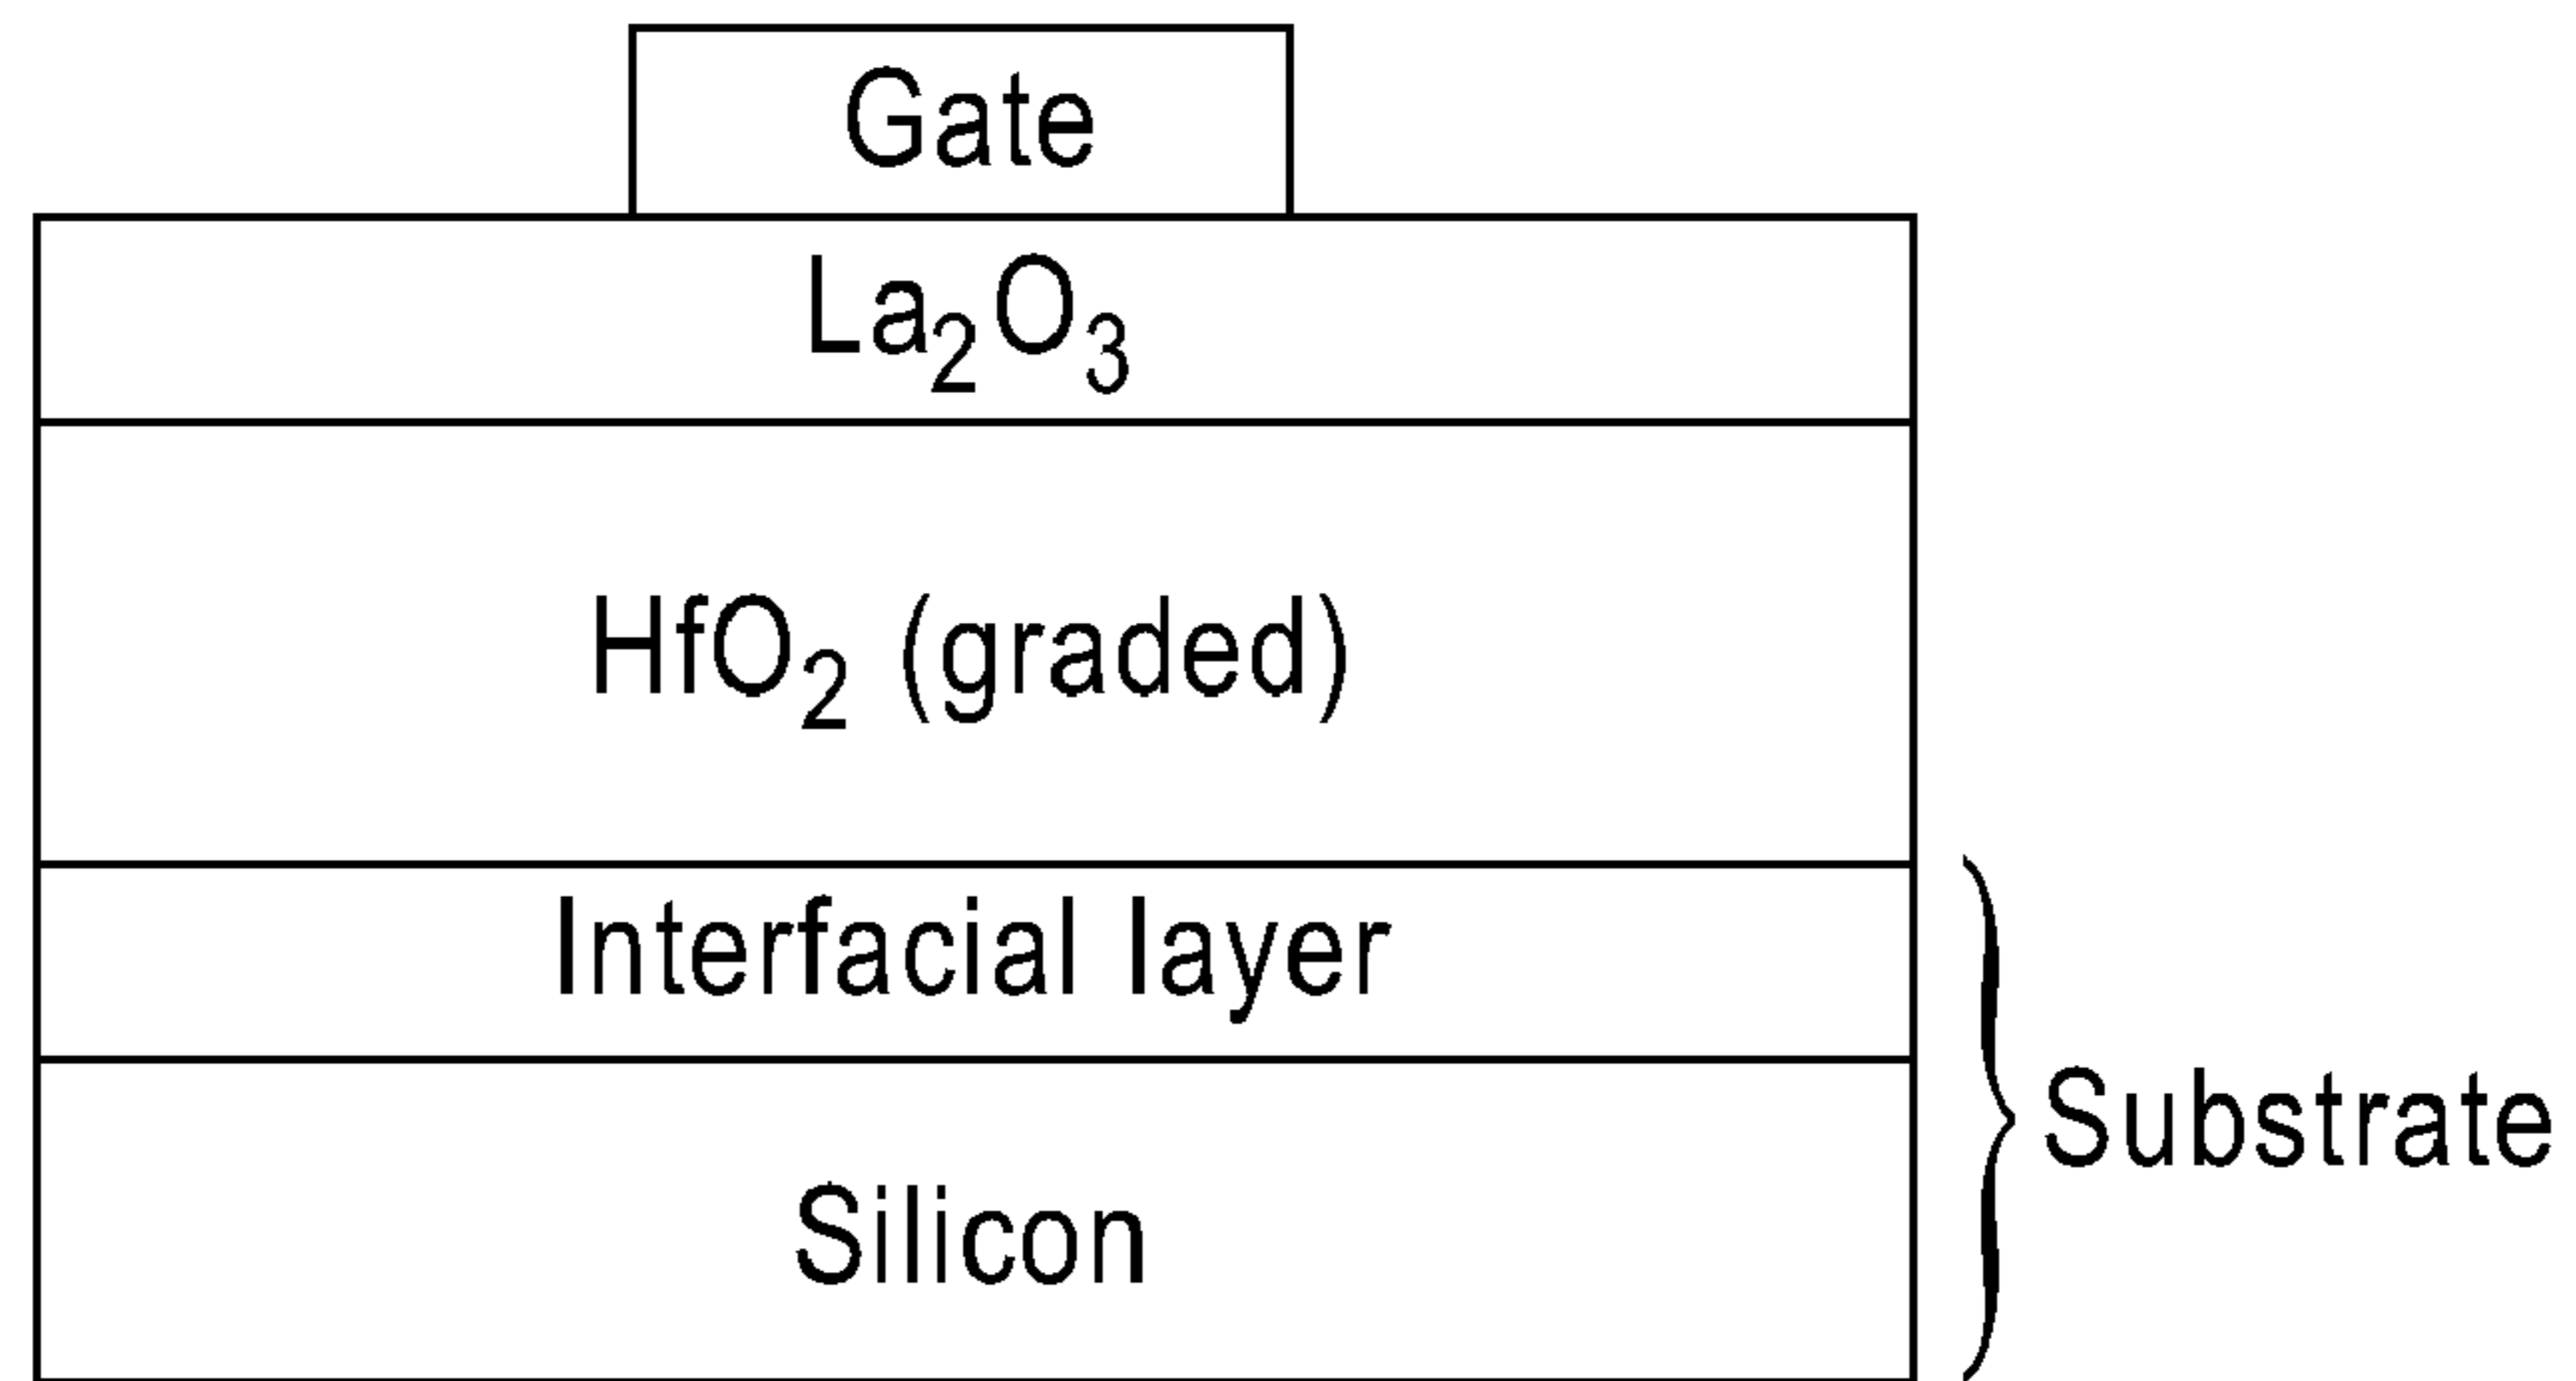 Gate
La₂O₃
HfO₂ (graded)
Interfacial layer
Substrate
Silicon